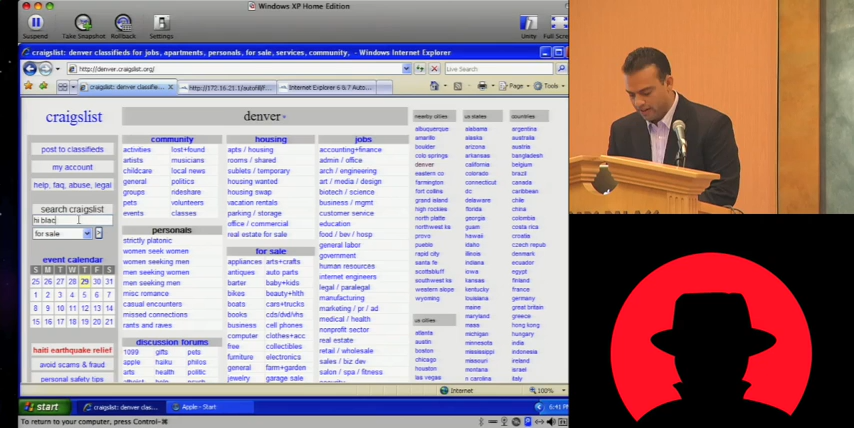 Windows XP Home Edition
Suspend
Take Snapshot
Rollback
Settings
Unity
Full Scre
craigslist: denver classifieds for jobs, apartments, personals, for sale, services, community, - Windows Internet Explorer
http://denver.craigslist.org/
Live Search
craigslist: denver classifie...
http://172.16-21.1/autofill/F...
Internet Explorer 6 & 7 Auto...
Page
Tools
craigslist
post to classifieds
my account
help, faq, abuse, legal
search craigslist
hi blac
for sale
>
event calendar
S M T W T F S
25 26 27 28 29 30 31
1 2 3 4 5 6 7
8 9 10 11 12 13 14
15 16 17 18 19 20 21
haiti earthquake relief
avoid scams & fraud
personal safety tips
denver
community
activities lost+found
artists musicians
childcare local news
general politics
groups rideshare
pets volunteers
events classes
personals
strictly platonic
women seek women
women seeking men
men seeking women
men seeking men
misc romance
casual encounters
missed connections
rants and raves
discussion forums
1099 gifts pets
apple haiku philos
arts health politic
housing
apts / housing
rooms / shared
sublets / temporary
housing wanted
housing swap
vacation rentals
parking / storage
office / commercial
real estate for sale
for sale
appliances arts+crafts
antiques auto parts
barter baby+kids
bikes beauty+hlth
boats cars+trucks
books cds/dvd/vhs
business cell phones
computer clothes+acc
free collectibles
furniture electronics
general farm+garden
jewelry garage sale
jobs
accounting+finance
admin / office
arch / engineering
art / media / design
biotech / science
business / mgmt
customer service
education
food / bev / hosp
general labor
government
human resources
internet engineers
legal / paralegal
manufacturing
marketing / pr / ad
medical / health
nonprofit sector
real estate
retail / wholesale
sales / biz dev
salon / spa / fitness
nearby cities
albuquerque
amarillo
boulder
colo springs
denver
eastern co
farmington
fort collins
high rockies
north platte
provo
pueblo
rapid city
santa fe
scottsbluff
southwest ks
western slope
wyoming
us cities
atlanta
austin
boston
chicago
dallas
denver
houston
las vegas
us states
alabama
alaska
arizona
arkansas
california
colorado
connecticut
dc
delaware
florida
georgia
guam
hawaii
idaho
illinois
indiana
iowa
kansas
kentucky
louisiana
maine
maryland
mass
michigan
minnesota
mississippi
missouri
montana
n carolina
countries
argentina
australia
austria
bangladesh
belgium
brazil
canada
caribbean
chile
china
colombia
costa rica
croatia
czech repub
denmark
ecuador
egypt
finland
france
germany
great britain
greece
hong kong
hungary
india
indonesia
ireland
israel
italy
Internet
100%
start
craigslist: denver clas...
Apple - Start
6:41 PM
To return to your computer, press Control-⌘